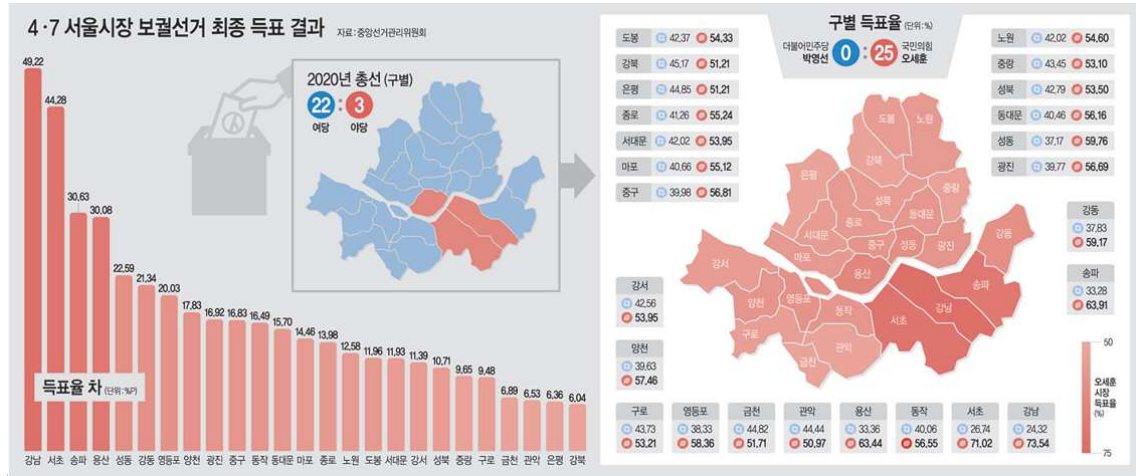 4·7 서울시장 보궐선거 최종 득표 결과 자료:중앙선거관리위원회
49,22
44,28
30,63
30,08
22,59
21,34
20,03
17,83
16,92
16,83
16,49
15,70
14,46
13,98
12,58
11,96
11,93
11,39
10,71
9,65
9,48
6,89
6,53
6,36
6,04
득표율 차 (단위:%P)
강남 서초 송파 용산 성동 강동 영등포 양천 광진 중구 동작 동대문 마포 종로 노원 도봉 서대문 강서 성북 중랑 구로 금천 관악 은평 강북
2020년 총선 (구별)
22 : 3
여당 야당
구별 득표율 (단위:%)
더불어민주당 박영선 0 : 25 국민의힘 오세훈
도봉 42,37 54,33
강북 45,17 51,21
은평 44,85 51,21
종로 41,26 55,24
서대문 42,02 53,95
마포 40,66 55,12
중구 39,98 56,81
노원 42,02 54,60
중랑 43,45 53,10
성북 42,79 53,50
동대문 40,46 56,16
성동 37,17 59,76
광진 39,77 56,69
강동
37,83
59,17
송파
33,28
63,91
강서
42,56
53,95
양천
39,63
57,46
도봉
노원
강북
은평
중랑
성북
동대문
종로
서대문
강동
중구
성동
광진
마포
강서
용산
송파
양천
영등포
동작
강남
서초
구로
관악
금천
50
오세훈
시장
득표율
(%)
75
구로 영등포 금천 관악 용산 동작 서초 강남
43,73 38,33 44,82 44,44 33,36 40,06 26,74 24,32
53,21 58,36 51,71 50,97 63,44 56,55 71,02 73,54